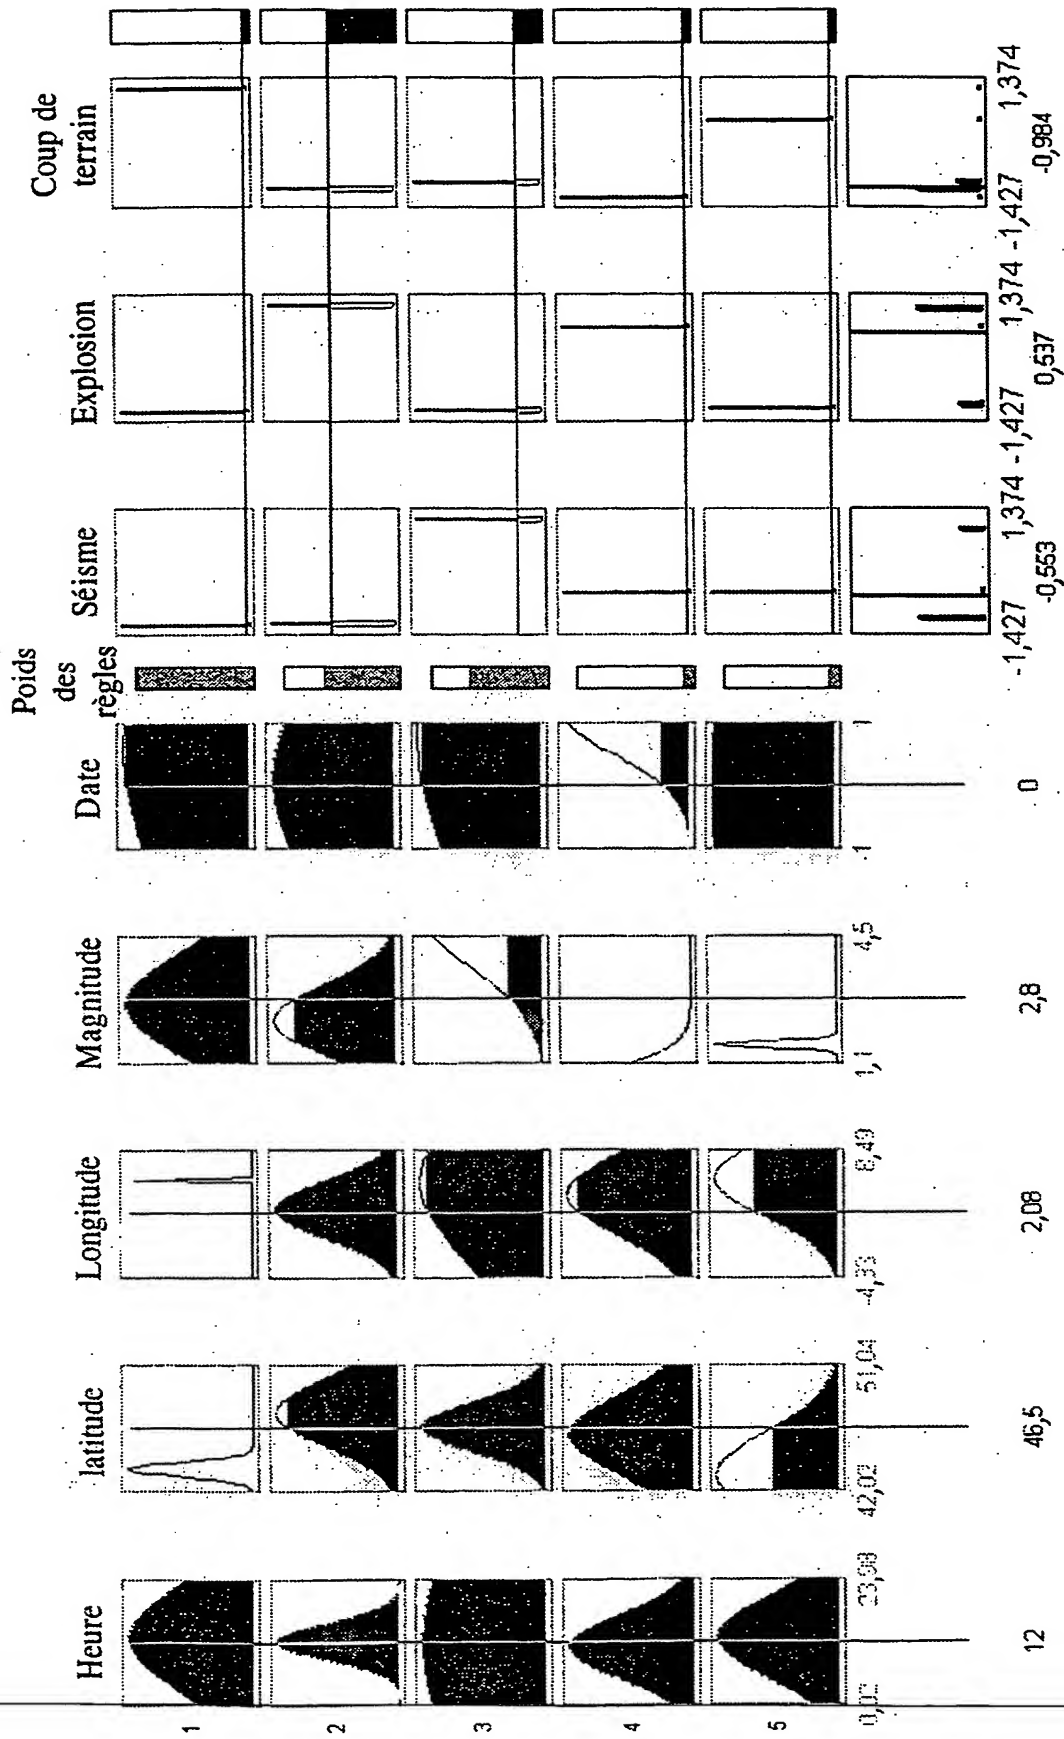 Heure latitude Longitude Magnitude Date Poids des règles Séisme Explosion Coup de terrain
1
2
3
4
5
42,02 51,04 -4,33 8,49 1,1 4,5 1 1 -1,427 1,374 -1,427 1,374 -1,427 1,374
12 46,5 2,08 2,8 0 -0,553 0,537 -0,984